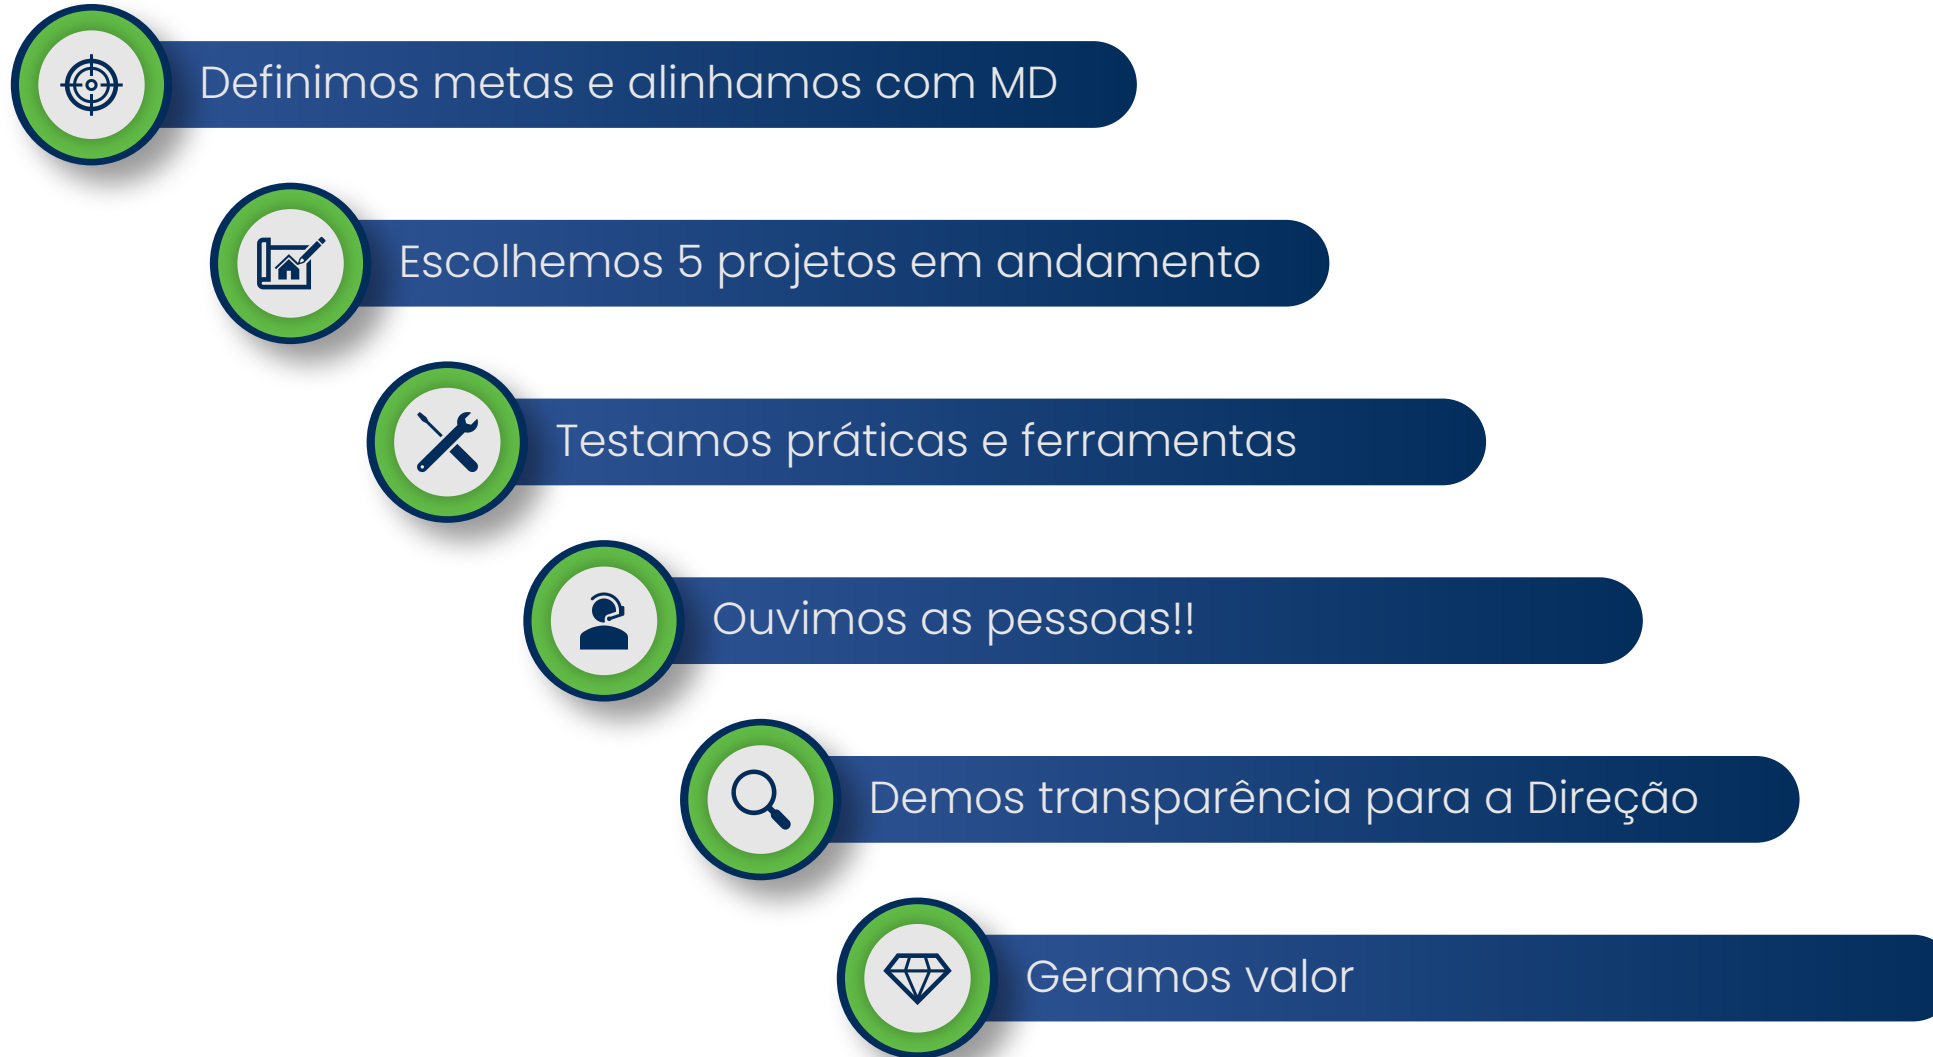 Definimos metas e alinhamos com MD
Escolhemos 5 projetos em andamento
Testamos práticas e ferramentas
Ouvimos as pessoas!!
Demos transparência para a Direção
Geramos valor